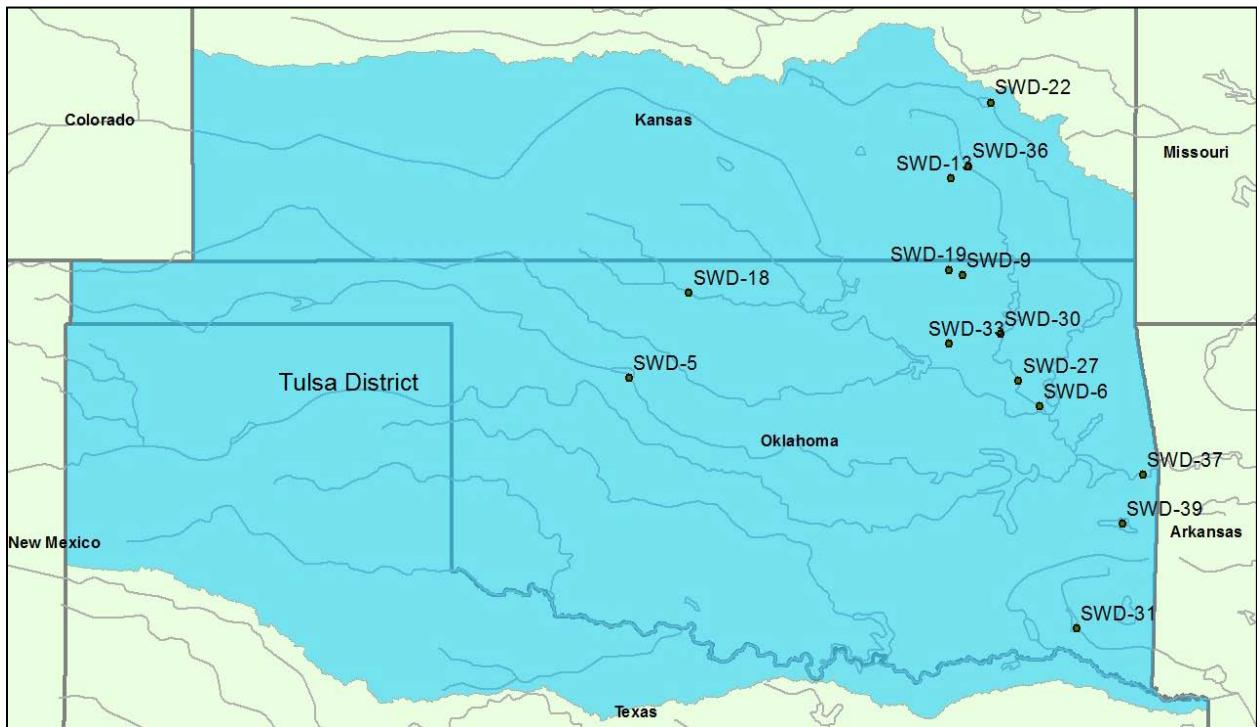 SWD-22
Colorado
Kansas
SWD-36
Missouri
SWD-13
SWD-19
SWD-9
SWD-18
SWD-30
SWD-33
SWD-5
Tulsa District
SWD-27
SWD-6
Oklahoma
SWD-37
SWD-39
Arkansas
New Mexico
SWD-31
Texas